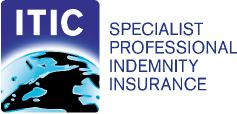 ITIC
SPECIALIST
PROFESSIONAL
INDEMNITY
INSURANCE